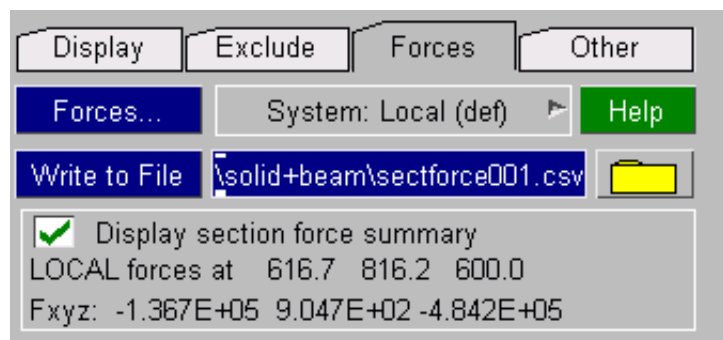 Display Exclude Forces Other
Forces... System: Local (def) Help
Write to File \solid+beam\sectforce001.csv
Display section force summary
LOCAL forces at 616.7 816.2 600.0
Fxyz: -1.367E+05 9.047E+02 -4.842E+05